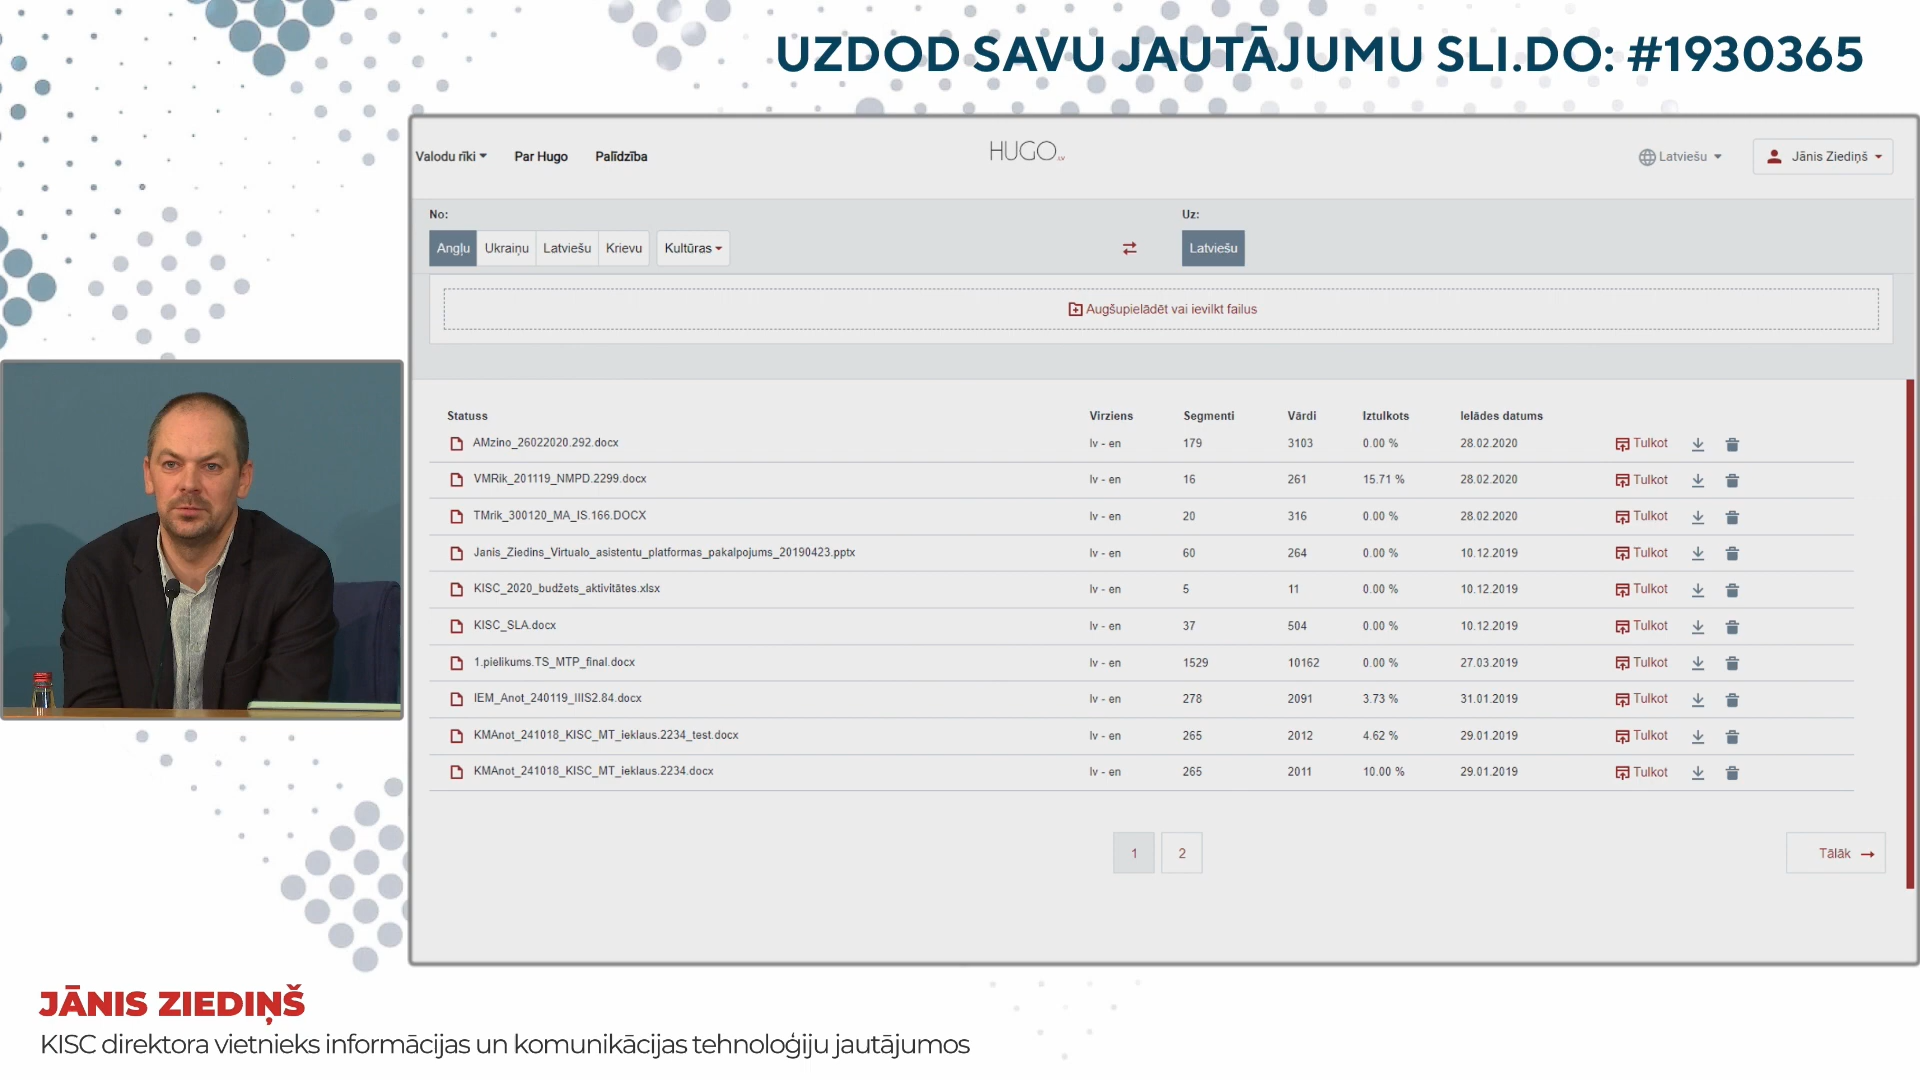 UZDOD SAVU JAUTĀJUMU SLI.DO: #1930365
Valodu rīki Par Hugo Palīdzība HUGO.LV Latviešu Jānis Ziediņš
No: Uz:
Angļu Ukraiņu Latviešu Krievu Kultūras Latviešu
Augšupielādēt vai ievilkt failus
Statuss Virziens Segmenti Vārdi Iztulkots Ielādes datums
AMzino_26022020.292.docx lv - en 179 3103 0.00 % 28.02.2020 Tulkot
VMRik_201119_NMPD.2299.docx lv - en 16 261 15.71 % 28.02.2020 Tulkot
TMrik_300120_MA_IS.166.DOCX lv - en 20 316 0.00 % 28.02.2020 Tulkot
Janis_Ziedins_Virtualo_asistentu_platformas_pakalpojums_20190423.pptx lv - en 60 264 0.00 % 10.12.2019 Tulkot
KISC_2020_budžets_aktivitātes.xlsx lv - en 5 11 0.00 % 10.12.2019 Tulkot
KISC_SLA.docx lv - en 37 504 0.00 % 10.12.2019 Tulkot
1.pielikums.TS_MTP_final.docx lv - en 1529 10162 0.00 % 27.03.2019 Tulkot
IEM_Anot_240119_IIIS2.84.docx lv - en 278 2091 3.73 % 31.01.2019 Tulkot
KMAnot_241018_KISC_MT_ieklaus.2234_test.docx lv - en 265 2012 4.62 % 29.01.2019 Tulkot
KMAnot_241018_KISC_MT_ieklaus.2234.docx lv - en 265 2011 10.00 % 29.01.2019 Tulkot
1 2 Tālāk →
JĀNIS ZIEDIŅŠ
KISC direktora vietnieks informācijas un komunikācijas tehnoloģiju jautājumos